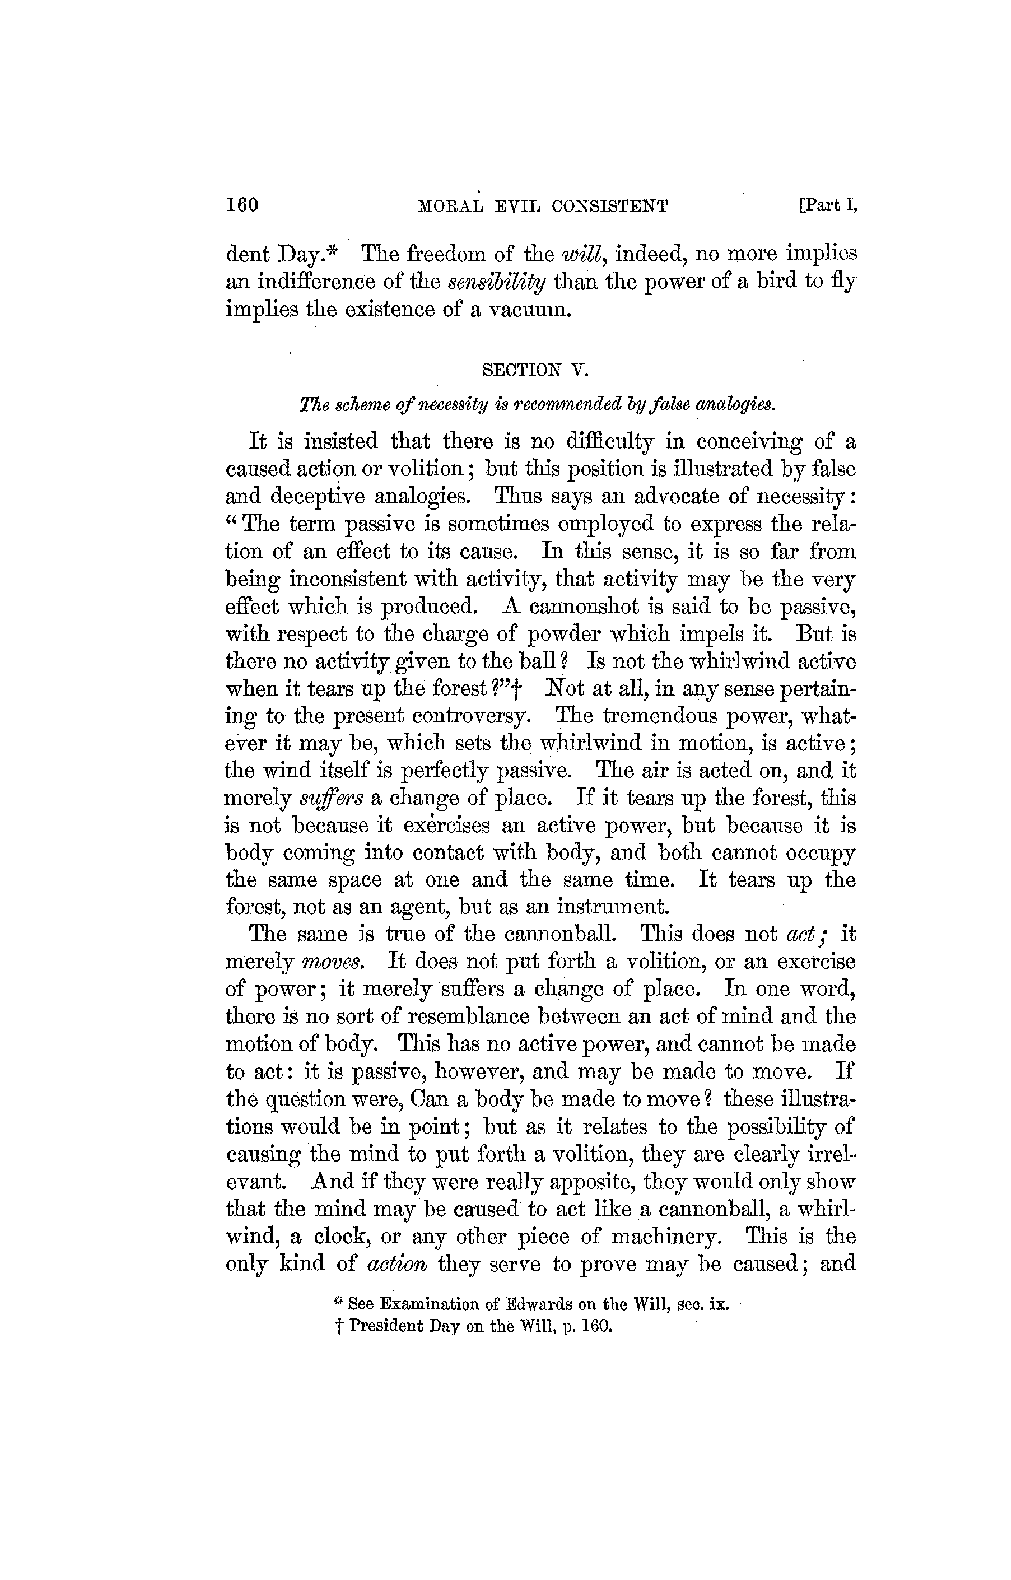 160 MORAL EVIL CONSISTENT [Part I,
dent Day.* The freedom of the will, indeed, no more implies
an indifference of the sensibility than the power of a bird to fly
implies the existence of a vacuum.
SECTION V.
The scheme of necessity is recommended by false analogies.
It is insisted that there is no difficulty in conceiving of a
caused action or volition; but this position is illustrated by false
and deceptive analogies. Thus says an advocate of necessity:
“The term passive is sometimes employed to express the rela-
tion of an effect to its cause. In this sense, it is so far from
being inconsistent with activity, that activity may be the very
effect which is produced. A cannonshot is said to be passive,
with respect to the charge of powder which impels it. But is
there no activity given to the ball? Is not the whirlwind active
when it tears up the forest?”† Not at all, in any sense pertain-
ing to the present controversy. The tremendous power, what-
ever it may be, which sets the whirlwind in motion, is active;
the wind itself is perfectly passive. The air is acted on, and it
merely suffers a change of place. If it tears up the forest, this
is not because it exercises an active power, but because it is
body coming into contact with body, and both cannot occupy
the same space at one and the same time. It tears up the
forest, not as an agent, but as an instrument.
The same is true of the cannonball. This does not act; it
merely moves. It does not put forth a volition, or an exercise
of power; it merely suffers a change of place. In one word,
there is no sort of resemblance between an act of mind and the
motion of body. This has no active power, and cannot be made
to act: it is passive, however, and may be made to move. If
the question were, Can a body be made to move? these illustra-
tions would be in point; but as it relates to the possibility of
causing the mind to put forth a volition, they are clearly irrel-
evant. And if they were really apposite, they would only show
that the mind may be caused to act like a cannonball, a whirl-
wind, a clock, or any other piece of machinery. This is the
only kind of action they serve to prove may be caused; and
* See Examination of Edwards on the Will, sec. ix.
† President Day on the Will, p. 160.